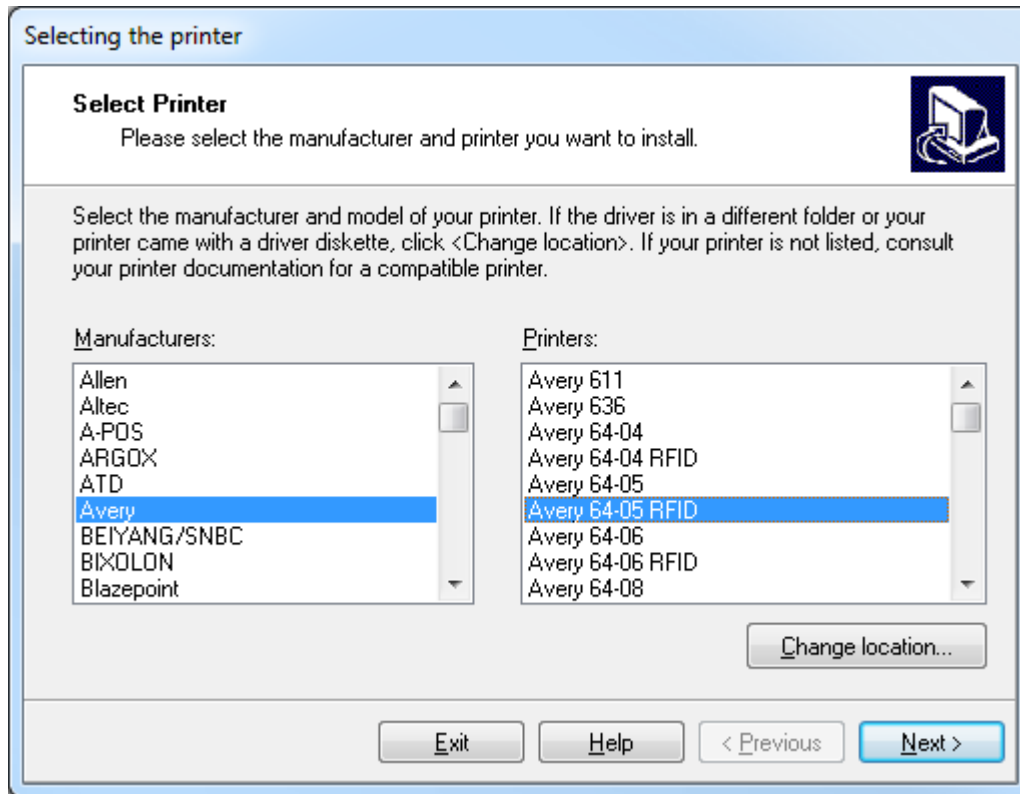 Selecting the printer
Select Printer
Please select the manufacturer and printer you want to install.
Select the manufacturer and model of your printer. If the driver is in a different folder or your
printer came with a driver diskette, click <Change location>. If your printer is not listed, consult
your printer documentation for a compatible printer.
Manufacturers:
Allen
Altec
A-POS
ARGOX
ATD
Avery
BEIYANG/SNBC
BIXOLON
Blazepoint
Printers:
Avery 611
Avery 636
Avery 64-04
Avery 64-04 RFID
Avery 64-05
Avery 64-05 RFID
Avery 64-06
Avery 64-06 RFID
Avery 64-08
Change location...
Exit
Help
< Previous
Next >